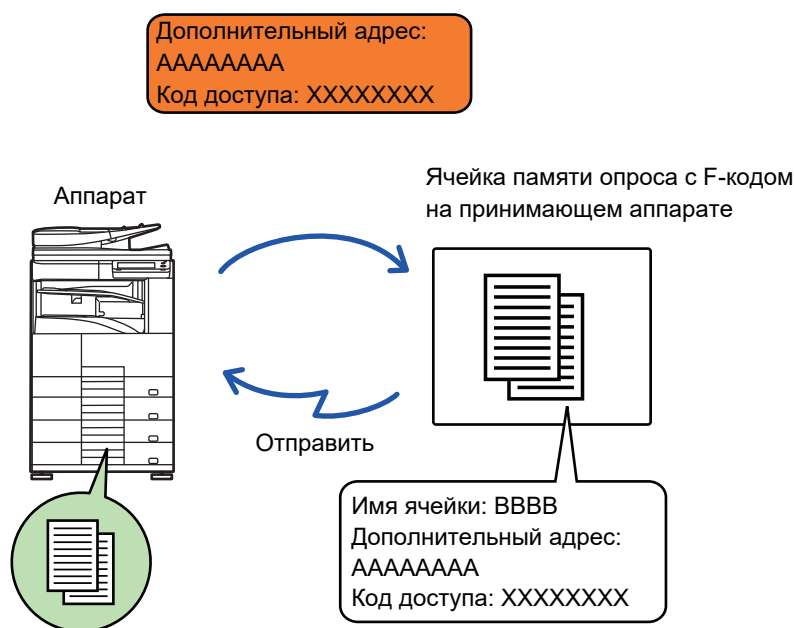 Дополнительный адрес:
AAAAAAAA
Код доступа: XXXXXXXX
Ячейка памяти опроса с F-кодом
на принимающем аппарате
Аппарат
Отправить
Имя ячейки: BBBB
Дополнительный адрес:
AAAAAAAA
Код доступа: XXXXXXXX